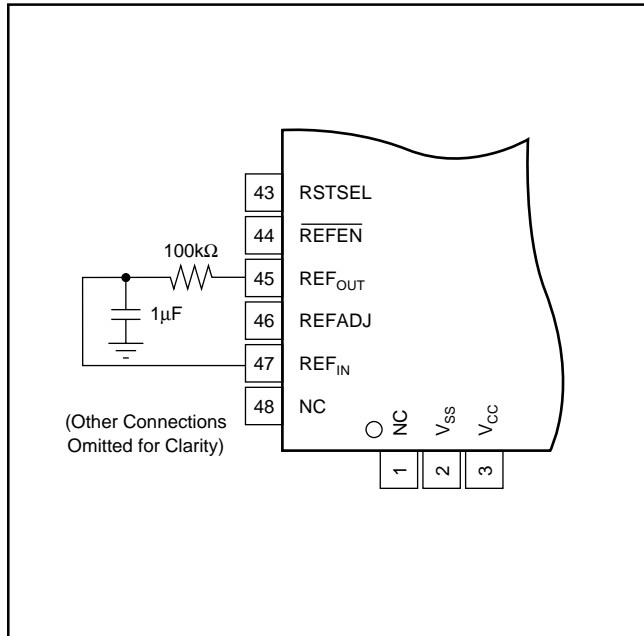 43 RSTSEL
44 REFEN
100kΩ
45 REFOUT
1μF
46 REFADJ
47 REFIN
48 NC
(Other Connections
Omitted for Clarity)
NC VSS VCC
1 2 3